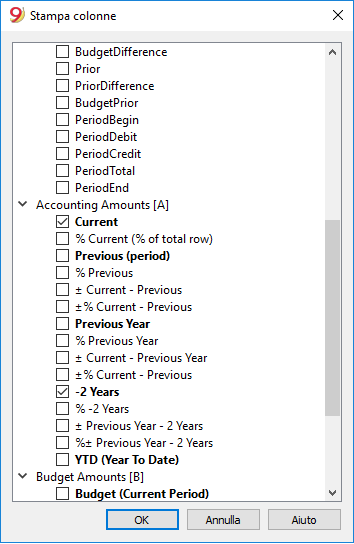 Stampa colonne
BudgetDifference
Prior
PriorDifference
BudgetPrior
PeriodBegin
PeriodDebit
PeriodCredit
PeriodTotal
PeriodEnd
Accounting Amounts [A]
Current
% Current (% of total row)
Previous (period)
% Previous
± Current - Previous
±% Current - Previous
Previous Year
% Previous Year
± Current - Previous Year
±% Current - Previous
-2 Years
% -2 Years
± Previous Year - 2 Years
%± Previous Year - 2 Years
YTD (Year To Date)
Budget Amounts [B]
Budget (Current Period)
OK Annulla Aiuto